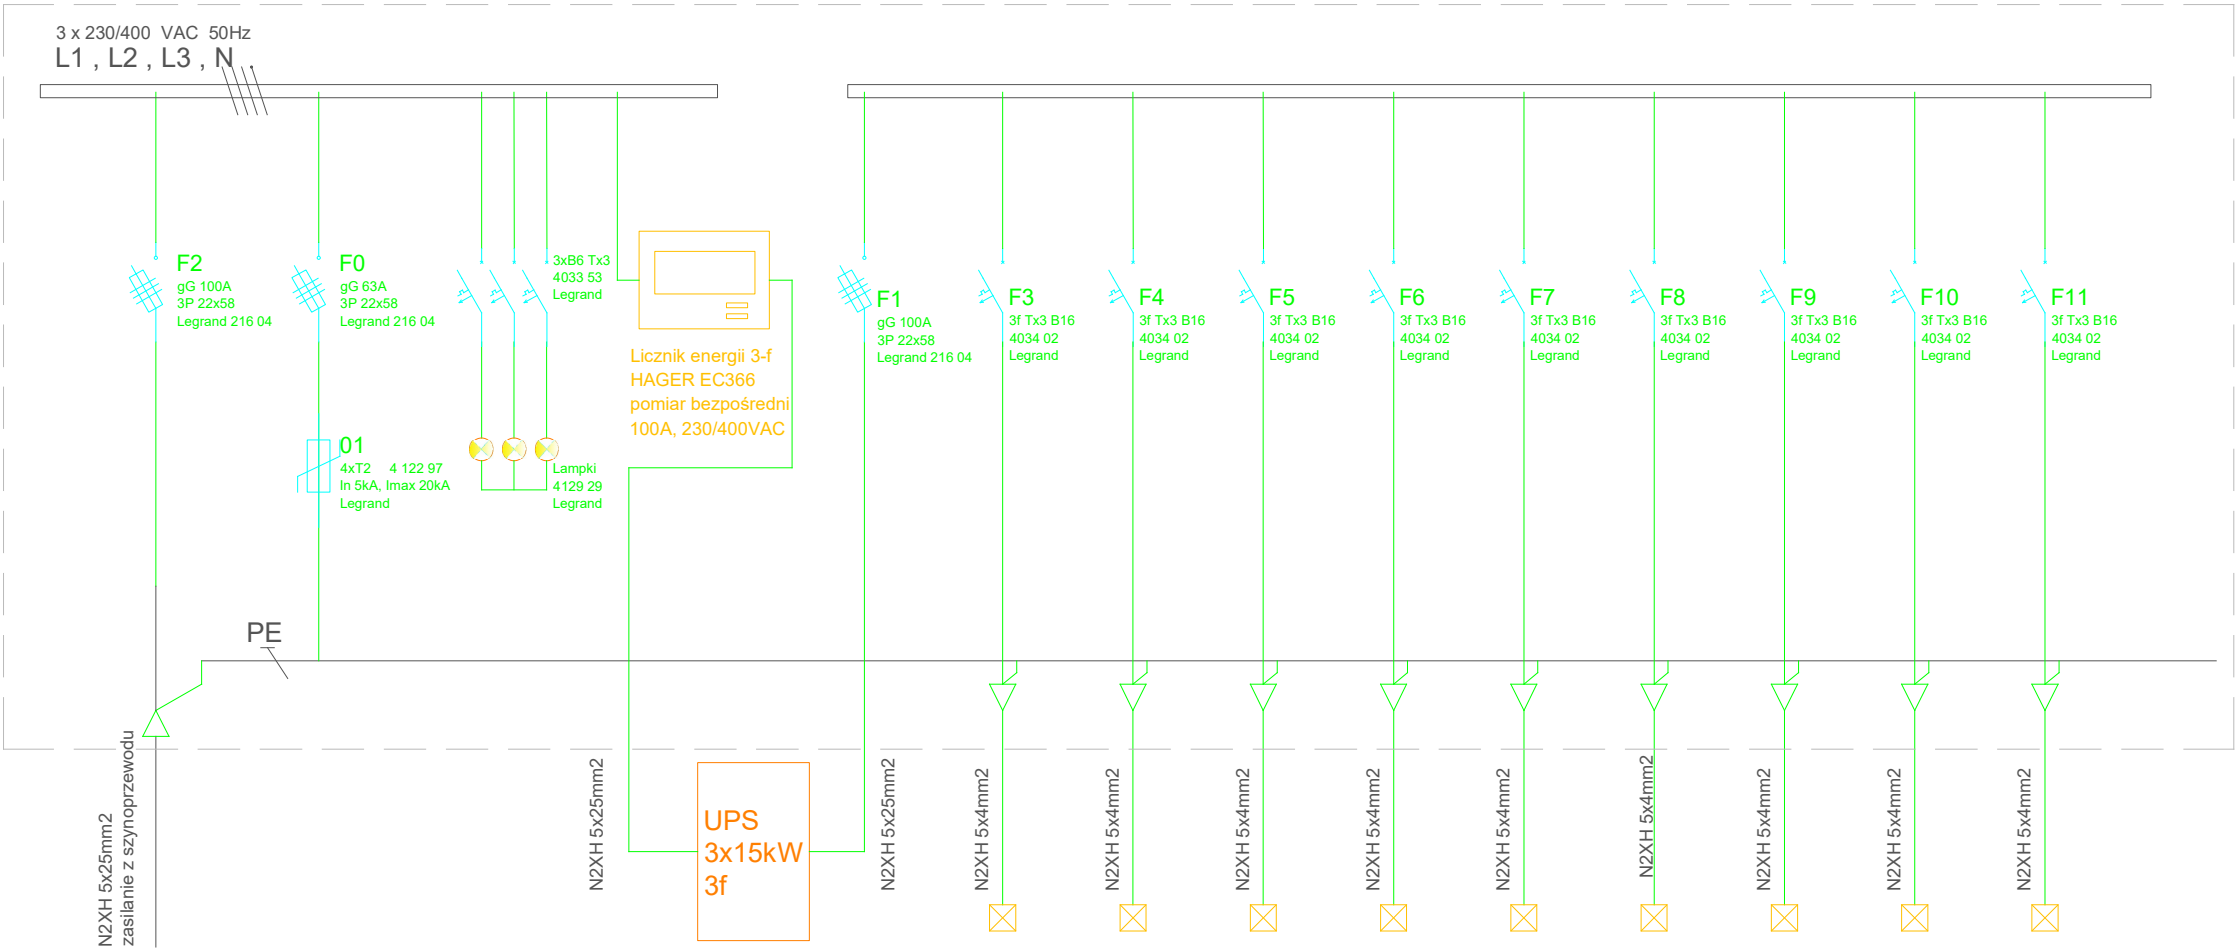 3 x 230/400 VAC 50Hz
L1 , L2 , L3 , N
F2
gG 100A
3P 22x58
Legrand 216 04
F0
gG 63A
3P 22x58
Legrand 216 04
3xB6 Tx3
4033 53
Legrand
Licznik energii 3-f
HAGER EC366
pomiar bezpośredni
100A, 230/400VAC
F1
gG 100A
3P 22x58
Legrand 216 04
F3
3f Tx3 B16
4034 02
Legrand
F4
3f Tx3 B16
4034 02
Legrand
F5
3f Tx3 B16
4034 02
Legrand
F6
3f Tx3 B16
4034 02
Legrand
F7
3f Tx3 B16
4034 02
Legrand
F8
3f Tx3 B16
4034 02
Legrand
F9
3f Tx3 B16
4034 02
Legrand
F10
3f Tx3 B16
4034 02
Legrand
F11
3f Tx3 B16
4034 02
Legrand
01
4xT2 4 122 97
In 5kA, Imax 20kA
Legrand
Lampki
4129 29
Legrand
PE
N2XH 5x25mm2
zasilanie z szynoprzewodu
N2XH 5x25mm2
UPS
3x15kW
3f
N2XH 5x25mm2
N2XH 5x4mm2
N2XH 5x4mm2
N2XH 5x4mm2
N2XH 5x4mm2
N2XH 5x4mm2
N2XH 5x4mm2
N2XH 5x4mm2
N2XH 5x4mm2
N2XH 5x4mm2